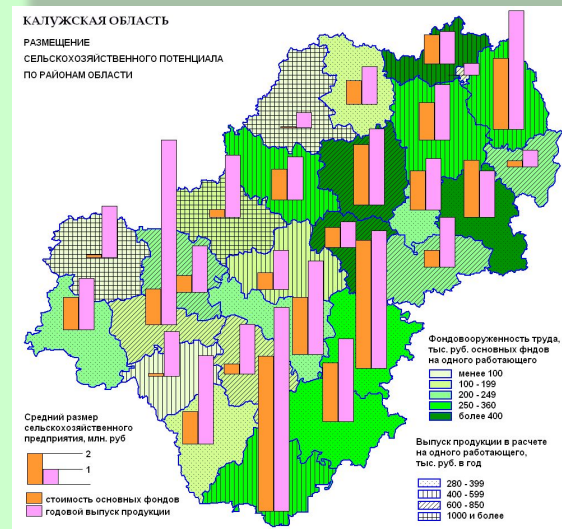 КАЛУЖСКАЯ ОБЛАСТЬ
РАЗМЕЩЕНИЕ
СЕЛЬСКОХОЗЯЙСТВЕННОГО ПОТЕНЦИАЛА
ПО РАЙОНАМ ОБЛАСТИ
Фондовооруженность труда,
тыс. руб. основных фндов
на одного работающего
менее 100
100 - 199
200 - 249
250 - 360
более 400
Средний размер
сельскохозяйственного
предприятия, млн. руб
2
1
стоимость основных фондов
годовой выпуск продукции
Выпуск продукции в расчете
на одного работающего,
тыс. руб. в год
280 - 399
400 - 599
600 - 850
1000 и более